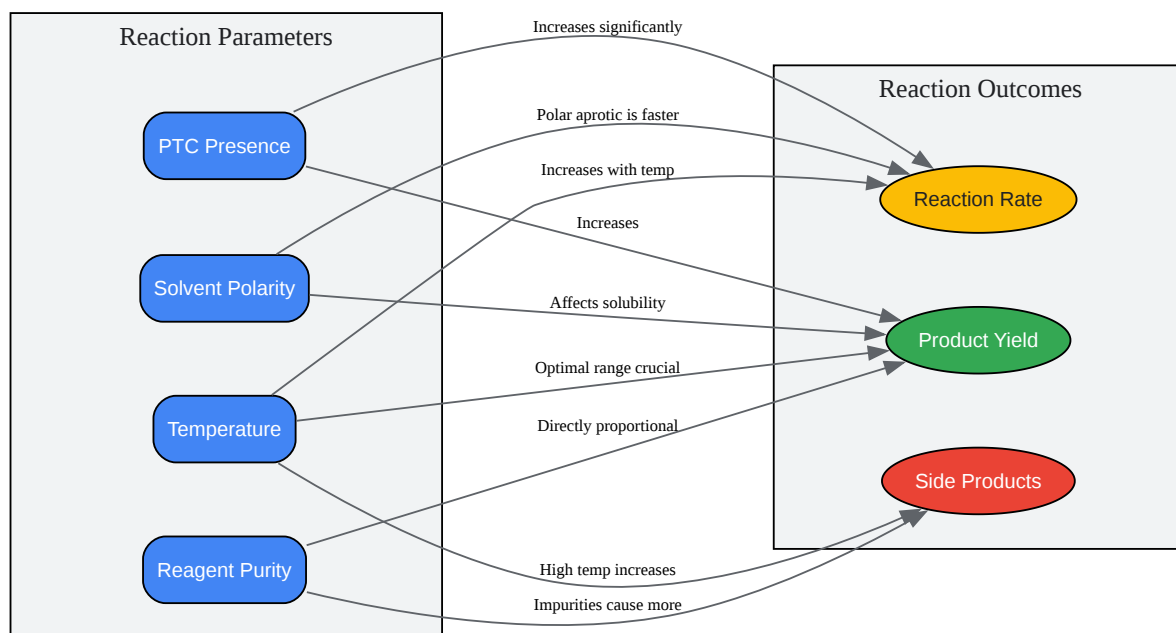 Reaction Parameters
PTC Presence
Solvent Polarity
Temperature
Reagent Purity
Increases significantly
Polar aprotic is faster
Increases with temp
Increases
Affects solubility
Optimal range crucial
Directly proportional
High temp increases
Impurities cause more
Reaction Outcomes
Reaction Rate
Product Yield
Side Products